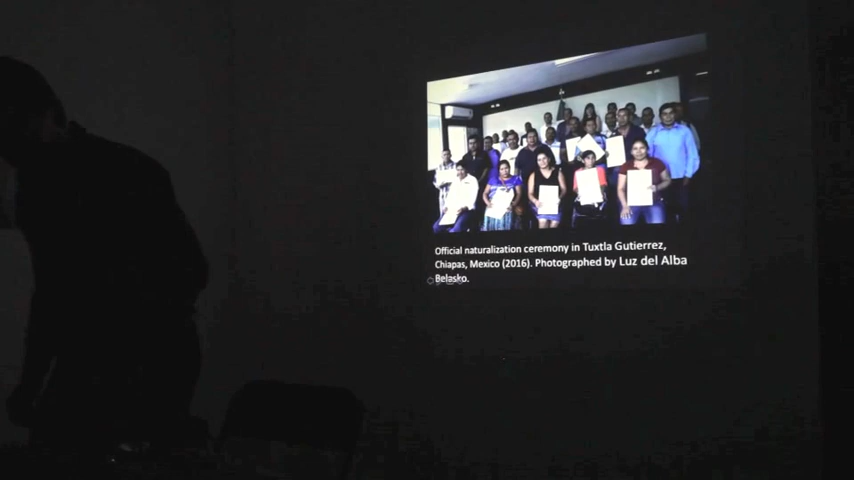 Official naturalization ceremony in Tuxtla Gutierrez,
Chiapas, Mexico (2016). Photographed by Luz del Alba
Belasko.